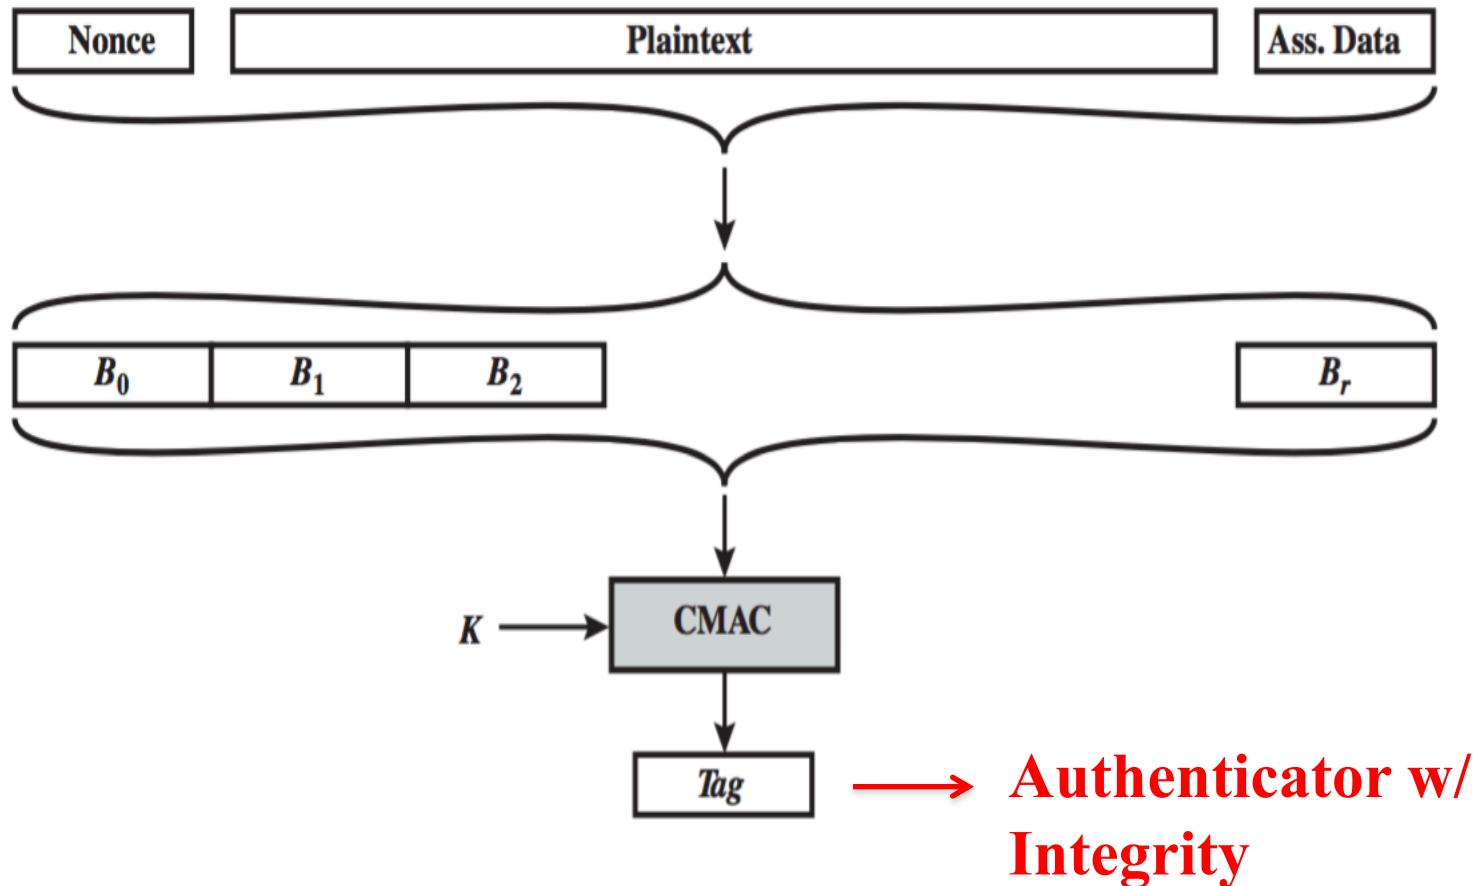 Nonce Plaintext Ass. Data
B0 B1 B2 Br
K CMAC
Tag Authenticator w/
Integrity